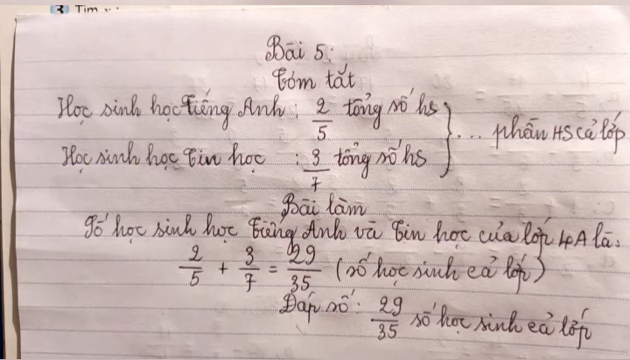 3 Tìm
Bài 5:
Tóm tắt
Học sinh học Tiếng Anh : 2/5 tổng số hs
Học sinh học Tin học : 3/7 tổng số hs
} ... phần HS cả lớp
Bài làm
Số học sinh học Tiếng Anh và Tin học của lớp 4A là:
2/5 + 3/7 = 29/35 (số học sinh cả lớp)
Đáp số: 29/35 số học sinh cả lớp